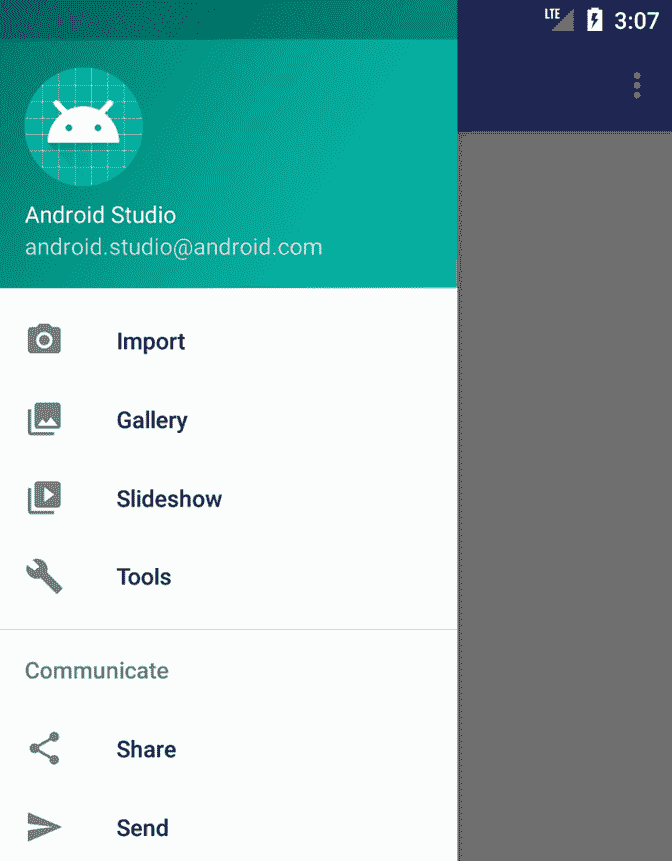 LTE 3:07
Android Studio
android.studio@android.com
Import
Gallery
Slideshow
Tools
Communicate
Share
Send